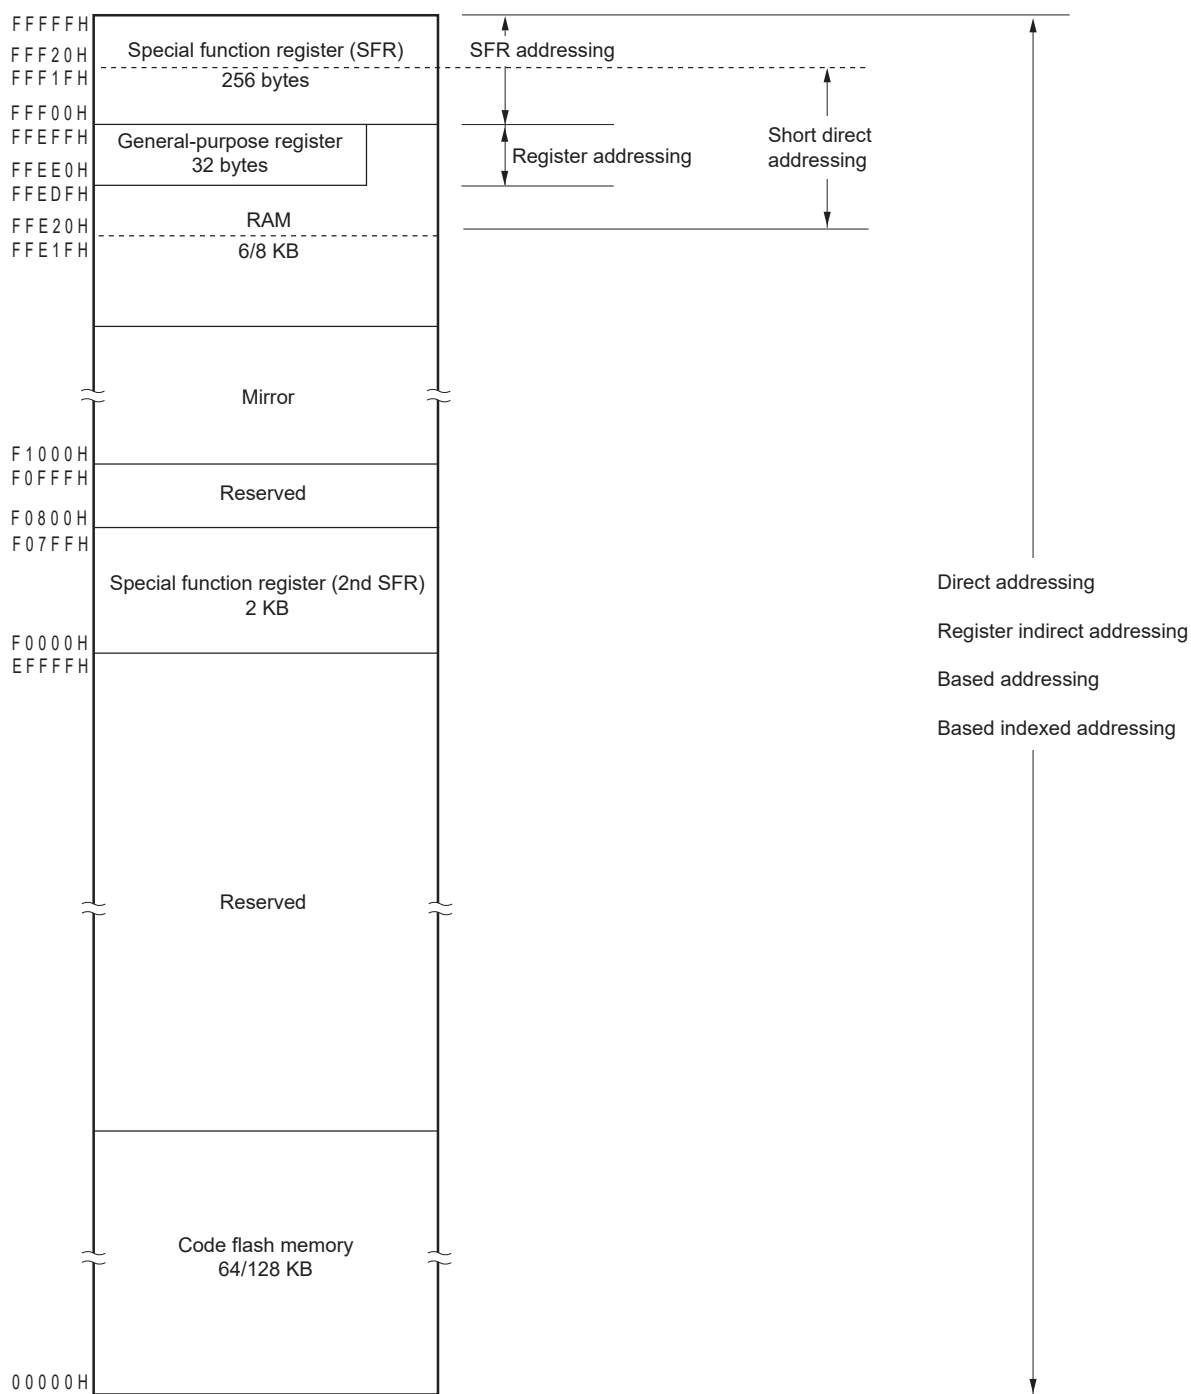 FFFFFH
FFF20H
FFF1FH
FFF00H
FFEFFH
FFEE0H
FFEDFH
FFE20H
FFE1FH
F1000H
F0FFFH
F0800H
F07FFH
F0000H
EFFFFH
00000H
Special function register (SFR)
256 bytes
General-purpose register
32 bytes
RAM
6/8 KB
Mirror
Reserved
Special function register (2nd SFR)
2 KB
Reserved
Code flash memory
64/128 KB
SFR addressing
Register addressing
Short direct
addressing
Direct addressing
Register indirect addressing
Based addressing
Based indexed addressing